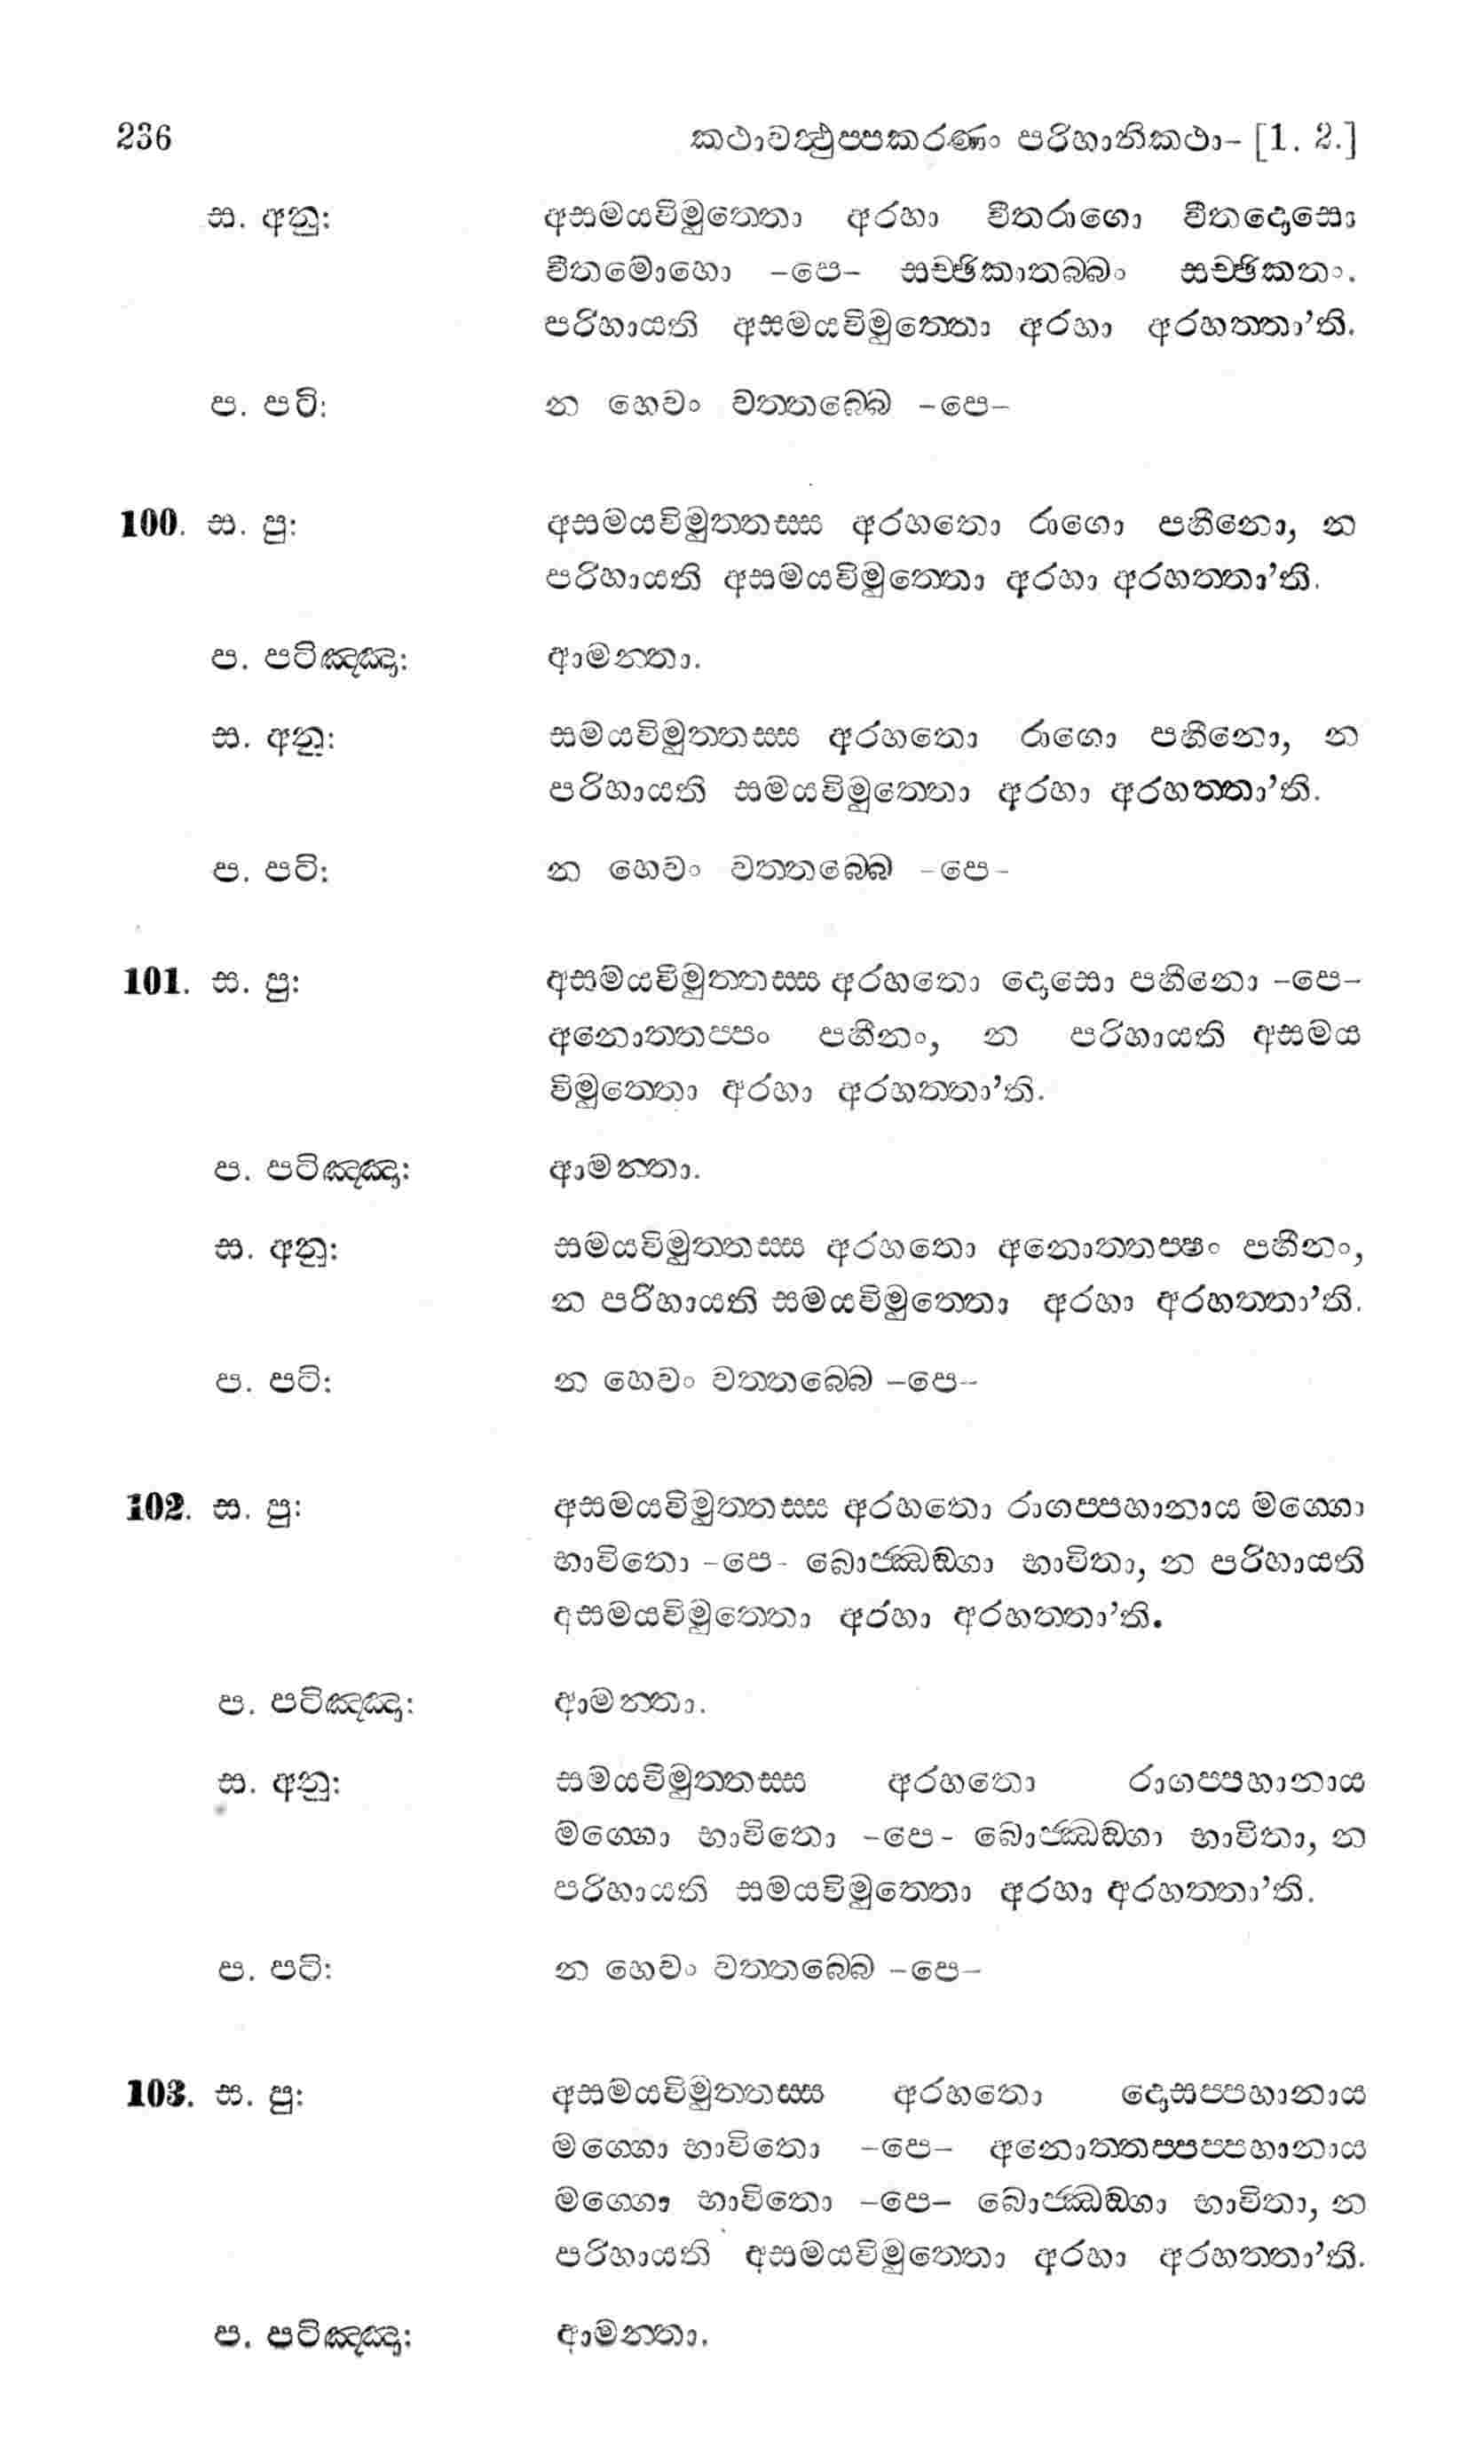 236 කථාවත්‍ථුප්පකරණං පරිහානිකථා- [1. 2.]
ස. අනු: අසමයවිමුත්තො අරහා වීතරාගො වීතදොසො
වීතමොහො -පෙ- සච්ඡිකාතබ්බං සච්ඡිකතං.
පරිහායති අසමයවිමුත්තො අරහා අරහත්තා’ති.
ප. පටි: න හෙවං වත්තබ්බෙ -පෙ-
100. ස. පු: අසමයවිමුත්තස්ස අරහතො රාගො පහීනො, න
පරිහායති අසමයවිමුත්තො අරහා අරහත්තා’ති.
ප. පටිඤ්ඤා: ආමන්තා.
ස. අනු: සමයවිමුත්තස්ස අරහතො රාගො පහීනො, න
පරිහායති සමයවිමුත්තො අරහා අරහත්තා’ති.
ප. පටි: න හෙවං වත්තබ්බෙ -පෙ-
101. ස. පු: අසමයවිමුත්තස්ස අරහතො දොසො පහීනො -පෙ-
අනොත්තප්පං පහීනං, න පරිහායති අසමය
විමුත්තො අරහා අරහත්තා’ති.
ප. පටිඤ්ඤා: ආමන්තා.
ස. අනු: සමයවිමුත්තස්ස අරහතො අනොත්තප්පං පහීනං,
න පරිහායති සමයවිමුත්තො අරහා අරහත්තා’ති.
ප. පටි: න හෙවං වත්තබ්බෙ -පෙ-
102. ස. පු: අසමයවිමුත්තස්ස අරහතො රාගප්පහානාය මග්ගො
භාවිතො -පෙ- බොජ්ඣඞ්ගා භාවිතා, න පරිහායති
අසමයවිමුත්තො අරහා අරහත්තා’ති.
ප. පටිඤ්ඤා: ආමන්තා.
ස. අනු: සමයවිමුත්තස්ස අරහතො රාගප්පහානාය
මග්ගො භාවිතො -පෙ- බොජ්ඣඞ්ගා භාවිතා, න
පරිහායති සමයවිමුත්තො අරහා අරහත්තා’ති.
ප. පටි: න හෙවං වත්තබ්බෙ -පෙ-
103. ස. පු: අසමයවිමුත්තස්ස අරහතො දොසප්පහානාය
මග්ගො භාවිතො -පෙ- අනොත්තප්පප්පහානාය
මග්ගො භාවිතො -පෙ- බොජ්ඣඞ්ගා භාවිතා, න
පරිහායති අසමයවිමුත්තො අරහා අරහත්තා’ති.
ප. පටිඤ්ඤා: ආමන්තා.